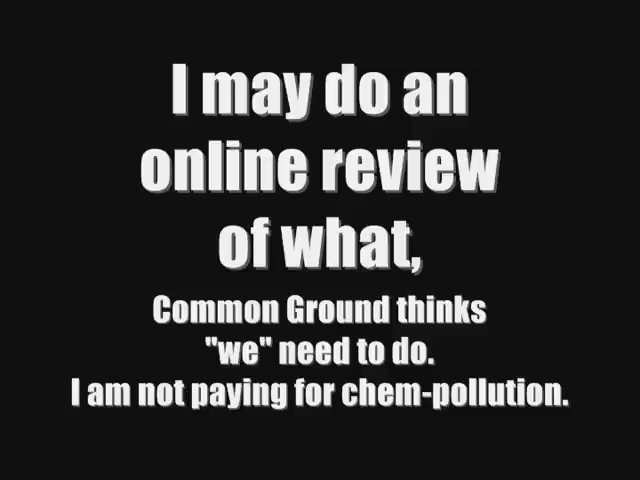 I may do an
online review
of what,
Common Ground thinks
"we" need to do.
I am not paying for chem-pollution.